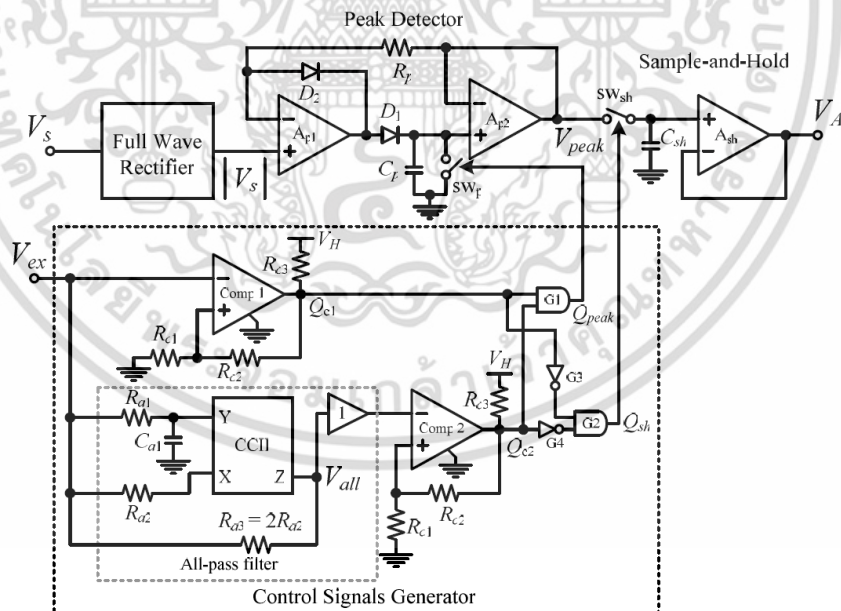 Peak Detector
Sample-and-Hold
R_p
D_2
D_1
SW_sh
V_s
Full Wave
Rectifier
|V_s|
A_p1
A_p2
V_peak
A_sh
V_A
C_p
SW_p
C_sh
V_ex
V_H
R_c3
Comp 1
Q_c1
G1
Q_peak
R_c1
R_c2
V_H
G3
R_a1
1
R_c3
G2
Q_sh
Y
Comp 2
G4
C_a1
CCII
Q_c2
X
Z
V_all
R_a2
R_c2
R_a3 = 2R_a2
R_c1
All-pass filter
Control Signals Generator